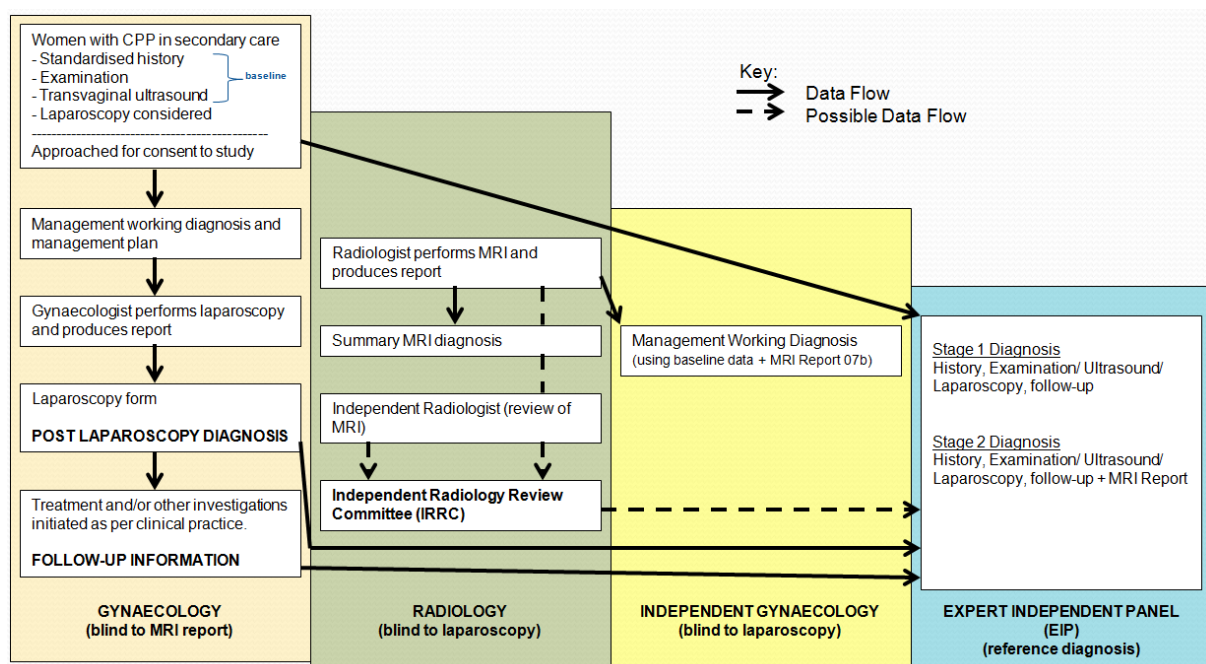 Women with CPP in secondary care
- Standardised history
- Examination
- Transvaginal ultrasound
baseline
- Laparoscopy considered
-----------------------------------------------
Approached for consent to study
Management working diagnosis and
management plan
Gynaecologist performs laparoscopy
and produces report
Laparoscopy form
POST LAPAROSCOPY DIAGNOSIS
Treatment and/or other investigations
initiated as per clinical practice.
FOLLOW-UP INFORMATION
GYNAECOLOGY
(blind to MRI report)
Radiologist performs MRI and
produces report
Summary MRI diagnosis
Independent Radiologist (review of
MRI)
Independent Radiology Review
Committee (IRRC)
RADIOLOGY
(blind to laparoscopy)
Management Working Diagnosis
(using baseline data + MRI Report 07b)
INDEPENDENT GYNAECOLOGY
(blind to laparoscopy)
Key:
Data Flow
Possible Data Flow
Stage 1 Diagnosis
History, Examination/ Ultrasound/
Laparoscopy, follow-up
Stage 2 Diagnosis
History, Examination/ Ultrasound/
Laparoscopy, follow-up + MRI Report
EXPERT INDEPENDENT PANEL
(EIP)
(reference diagnosis)